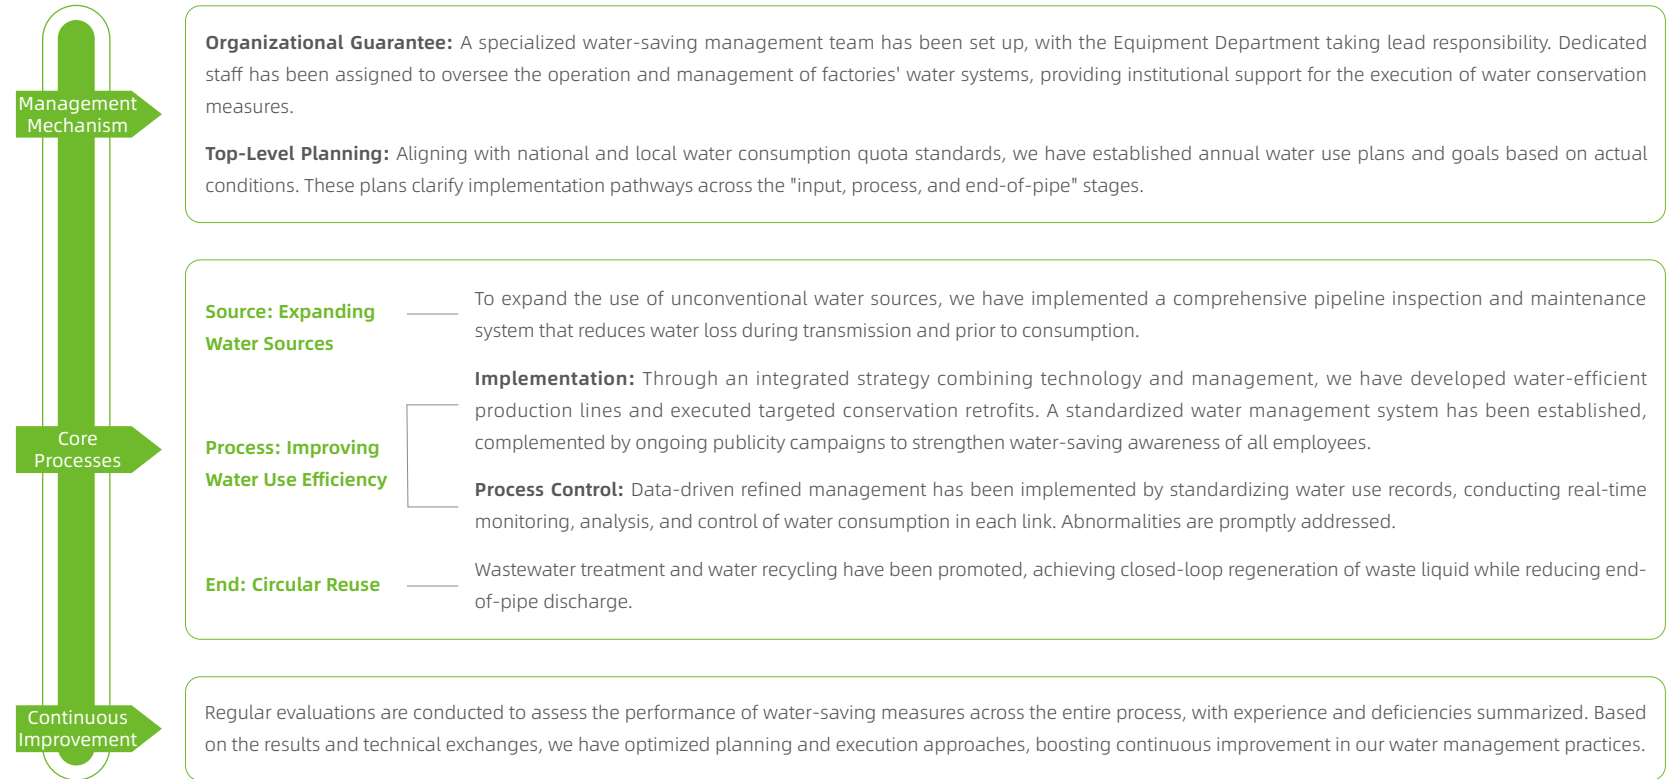 Management
Mechanism
Organizational Guarantee: A specialized water-saving management team has been set up, with the Equipment Department taking lead responsibility. Dedicated
staff has been assigned to oversee the operation and management of factories' water systems, providing institutional support for the execution of water conservation
measures.
Top-Level Planning: Aligning with national and local water consumption quota standards, we have established annual water use plans and goals based on actual
conditions. These plans clarify implementation pathways across the "input, process, and end-of-pipe" stages.
Core
Processes
Source: Expanding
Water Sources
To expand the use of unconventional water sources, we have implemented a comprehensive pipeline inspection and maintenance
system that reduces water loss during transmission and prior to consumption.
Process: Improving
Water Use Efficiency
Implementation: Through an integrated strategy combining technology and management, we have developed water-efficient
production lines and executed targeted conservation retrofits. A standardized water management system has been established,
complemented by ongoing publicity campaigns to strengthen water-saving awareness of all employees.
Process Control: Data-driven refined management has been implemented by standardizing water use records, conducting real-time
monitoring, analysis, and control of water consumption in each link. Abnormalities are promptly addressed.
End: Circular Reuse
Wastewater treatment and water recycling have been promoted, achieving closed-loop regeneration of waste liquid while reducing end-
of-pipe discharge.
Continuous
Improvement
Regular evaluations are conducted to assess the performance of water-saving measures across the entire process, with experience and deficiencies summarized. Based
on the results and technical exchanges, we have optimized planning and execution approaches, boosting continuous improvement in our water management practices.